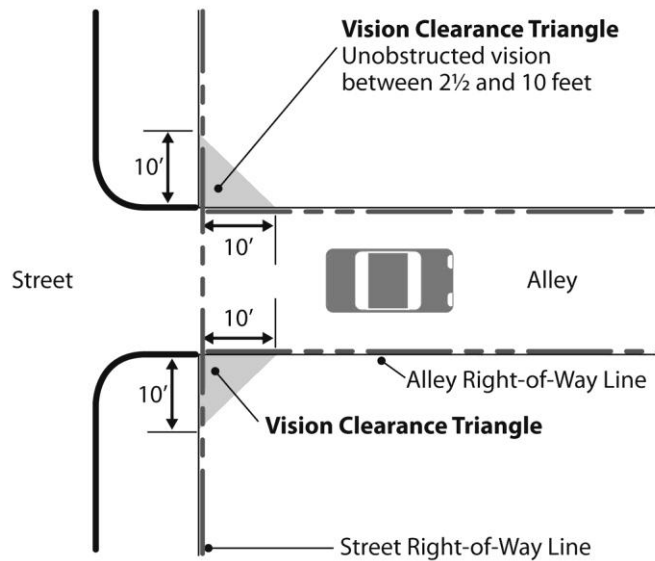 Vision Clearance Triangle
Unobstructed vision
between 2½ and 10 feet
10’
10’
Street
Alley
10’
10’
Alley Right-of-Way Line
Vision Clearance Triangle
Street Right-of-Way Line